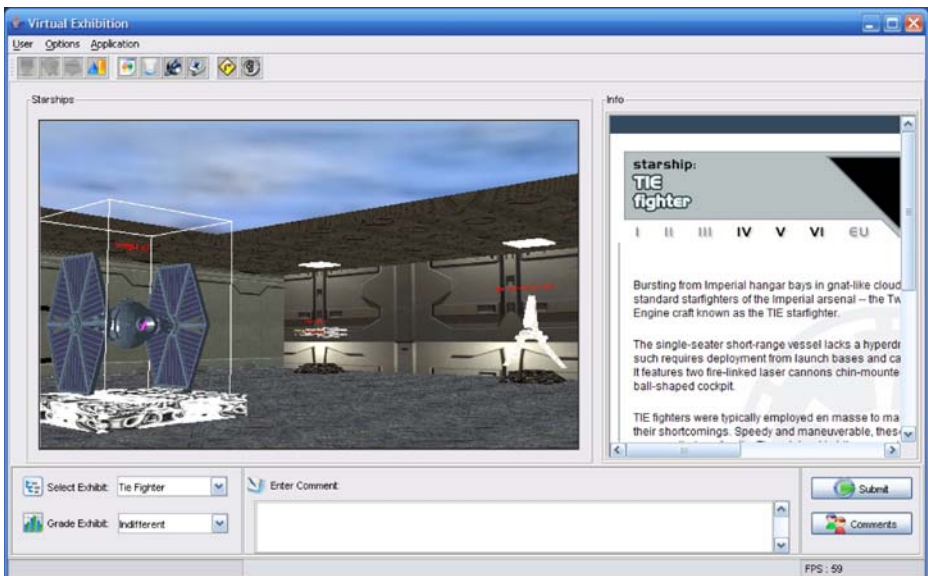 Virtual Exhibition
User Options Application
Starships
Info
starship:
TIE
fighter
I II III IV V VI EU
Bursting from Imperial hangar bays in gnat-like cloud
standard starfighters of the Imperial arsenal -- the Tw
Engine craft known as the TIE starfighter.
The single-seater short-range vessel lacks a hyperdr
such requires deployment from launch bases and ca
It features two fire-linked laser cannons chin-mounte
ball-shaped cockpit.
TIE fighters were typically employed en masse to ma
their shortcomings. Speedy and maneuverable, these
Select Exhibit: Tie Fighter
Enter Comment:
Submit
Grade Exhibit: Indifferent
Comments
FPS : 59